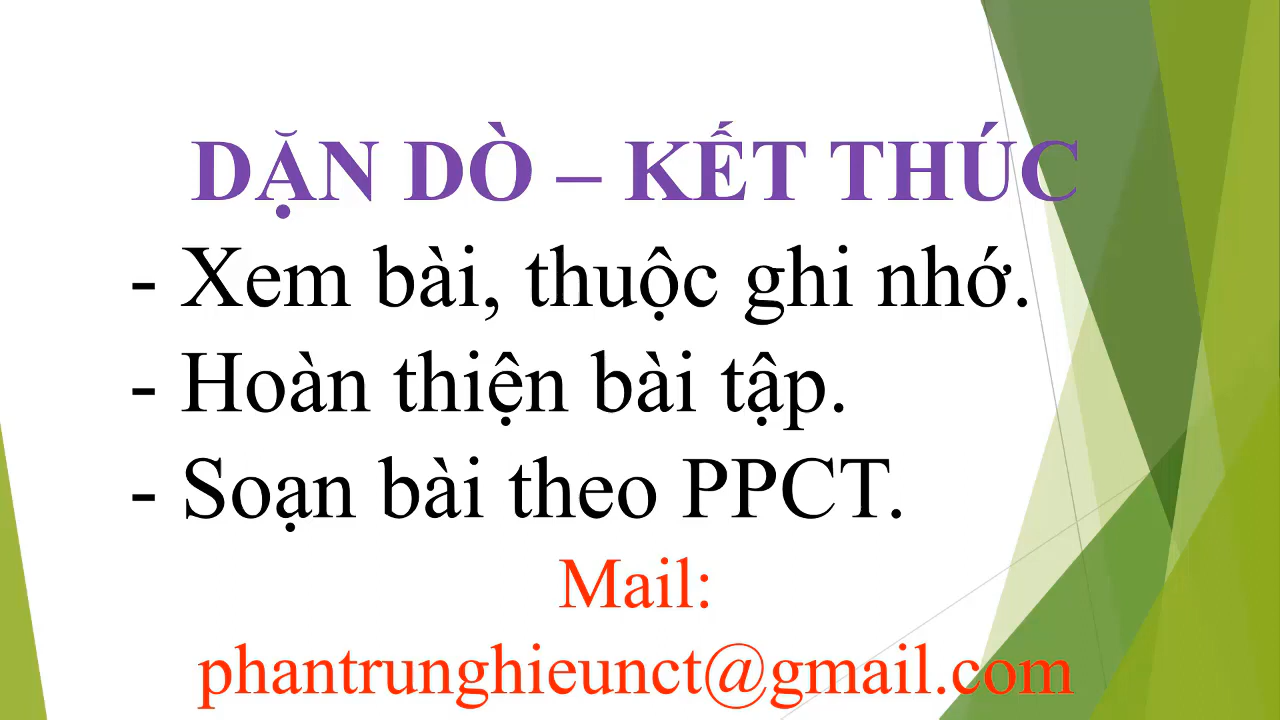 DẶN DÒ – KẾT THÚC
- Xem bài, thuộc ghi nhớ.
- Hoàn thiện bài tập.
- Soạn bài theo PPCT.
Mail:
phantrunghieunct@gmail.com